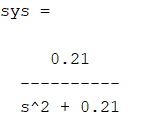 sys =
0.21
----------
s^2 + 0.21